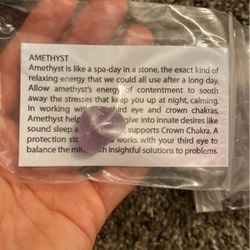 AMETHYST
Amethyst is like a spa-day in a stone, the exact kind of
relaxing energy that we could all use after a long day.
Allow amethyst's energy of contentment to sooth
away the stresses that keep you up at night, calming.
In working with third eye and crown chakras,
Amethyst help give into innate desires like
sound sleep a supports Crown Chakra. A
protection sto works with your third eye to
balance the mi insightful solutions to problems.